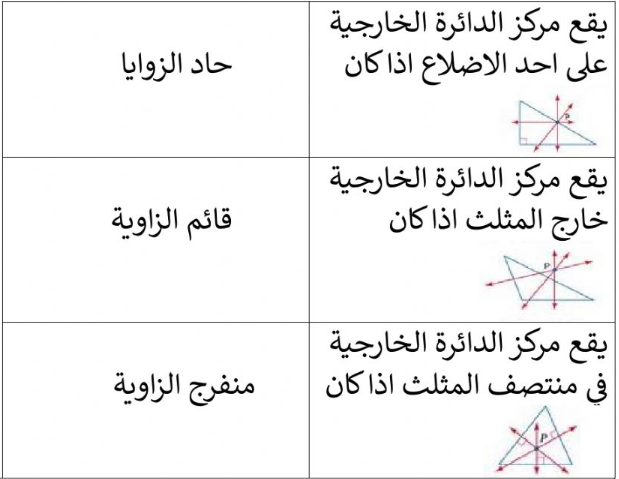 يقع مركز الدائرة الخارجية
على احد الاضلاع اذا كان
P
حاد الزوايا
يقع مركز الدائرة الخارجية
خارج المثلث اذا كان
P
قائم الزاوية
يقع مركز الدائرة الخارجية
في منتصف المثلث اذا كان
P
منفرج الزاوية